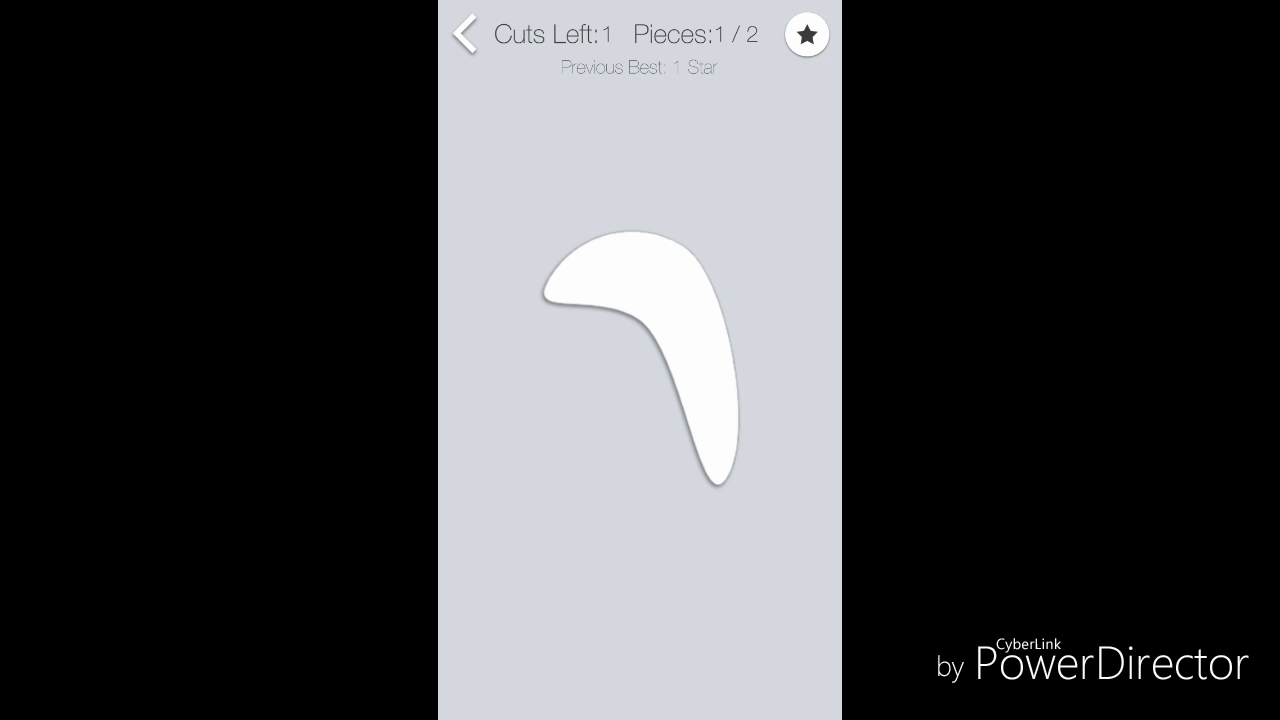 Cuts Left:1 Pieces:1 / 2
Previous Best: 1 Star
CyberLink
by PowerDirector